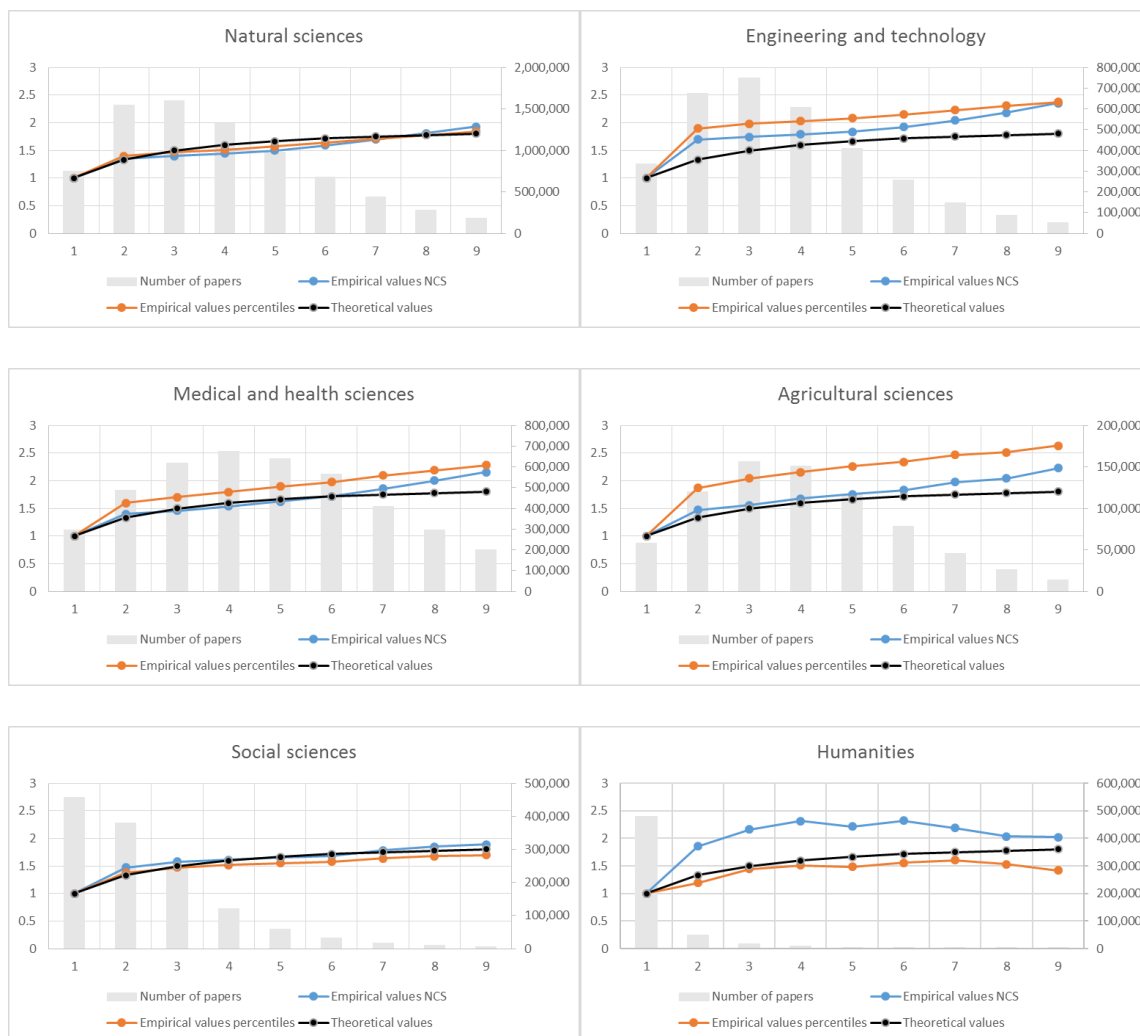 Natural sciences
3 2,000,000
2.5 1,500,000
2
1.5 1,000,000
1
0.5 500,000
0 0
1 2 3 4 5 6 7 8 9
Number of papers Empirical values NCS
Empirical values percentiles Theoretical values
Engineering and technology
3 800,000
2.5 700,000
2 600,000
500,000
1.5 400,000
1 300,000
200,000
0.5 100,000
0 0
1 2 3 4 5 6 7 8 9
Number of papers Empirical values NCS
Empirical values percentiles Theoretical values
Medical and health sciences
3 800,000
2.5 700,000
2 600,000
500,000
1.5 400,000
1 300,000
200,000
0.5 100,000
0 0
1 2 3 4 5 6 7 8 9
Number of papers Empirical values NCS
Empirical values percentiles Theoretical values
Agricultural sciences
3 200,000
2.5
2 150,000
1.5 100,000
1
0.5 50,000
0 0
1 2 3 4 5 6 7 8 9
Number of papers Empirical values NCS
Empirical values percentiles Theoretical values
Social sciences
3 500,000
2.5 400,000
2
300,000
1.5
200,000
1
0.5 100,000
0 0
1 2 3 4 5 6 7 8 9
Number of papers Empirical values NCS
Empirical values percentiles Theoretical values
Humanities
3 600,000
2.5 500,000
2 400,000
1.5 300,000
1 200,000
0.5 100,000
0 0
1 2 3 4 5 6 7 8 9
Number of papers Empirical values NCS
Empirical values percentiles Theoretical values